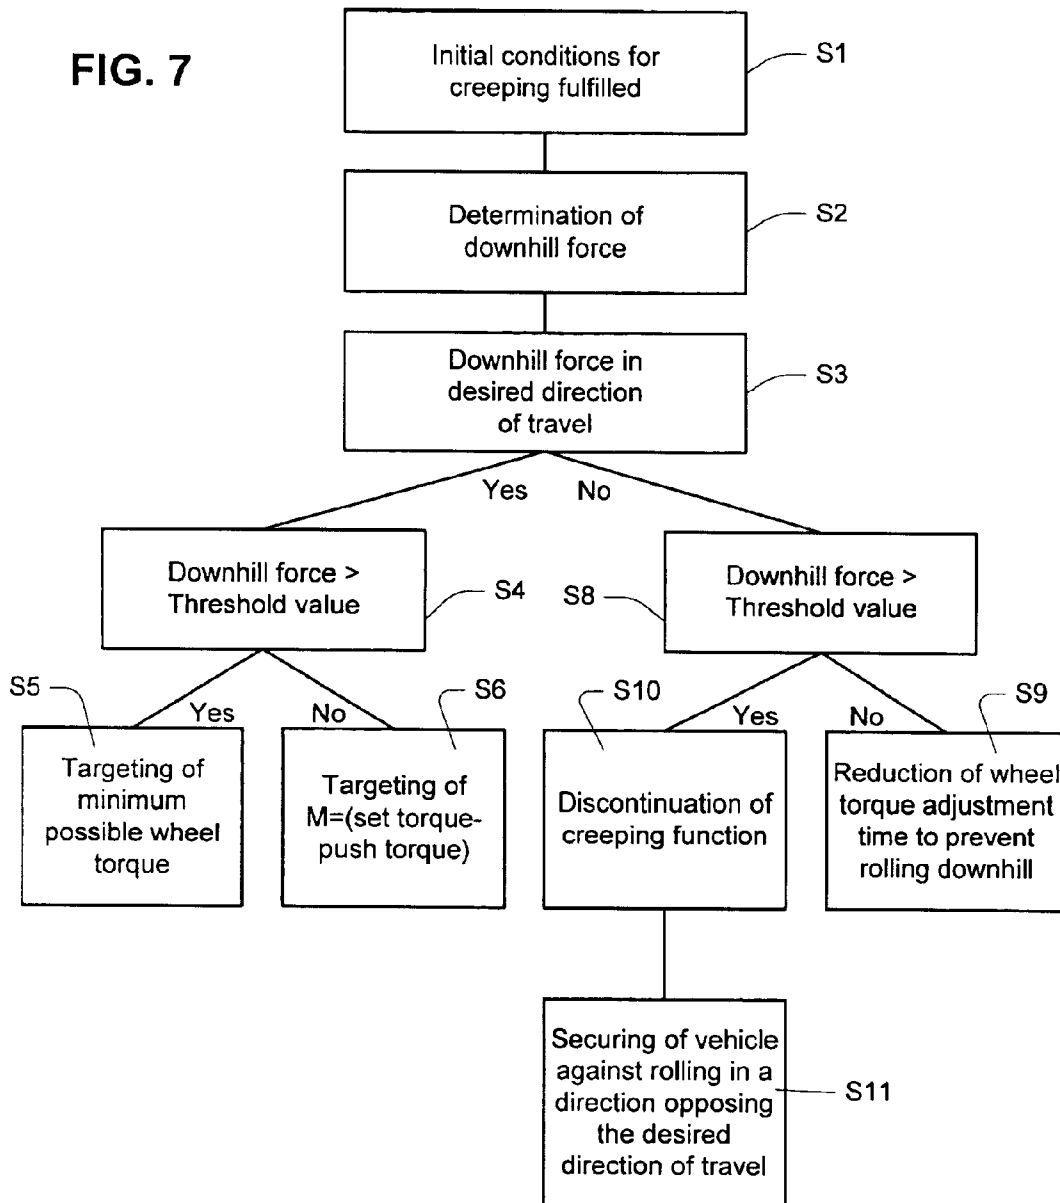 FIG. 7
Initial conditions for
creeping fulfilled
S1
Determination of
downhill force
S2
Downhill force in
desired direction
of travel
S3
Yes
No
Downhill force >
Threshold value
S4
Downhill force >
Threshold value
S8
S5
Yes
No
S6
S10
Yes
No
S9
Targeting of
minimum
possible wheel
torque
Targeting of
M=(set torque-
push torque)
Discontinuation of
creeping function
Reduction of wheel
torque adjustment
time to prevent
rolling downhill
Securing of vehicle
against rolling in a
direction opposing
the desired
direction of travel
S11